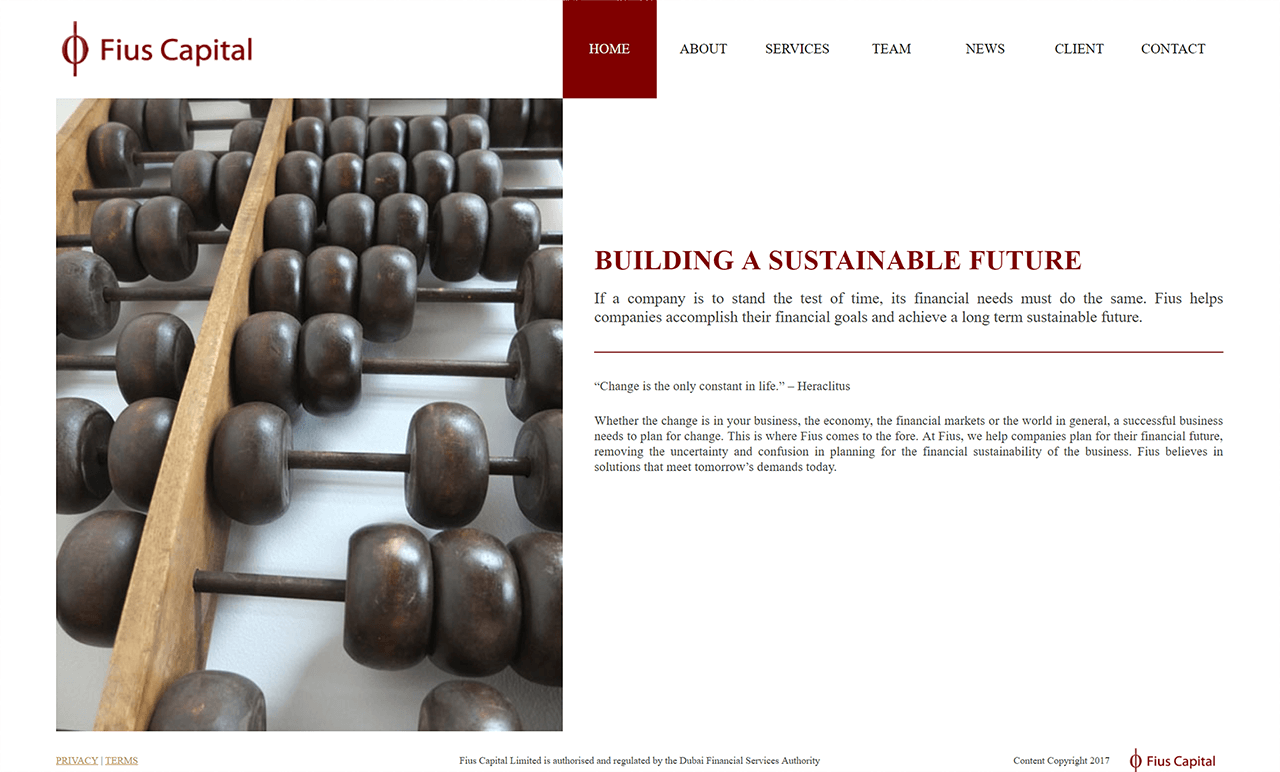 Fius Capital
HOME ABOUT SERVICES TEAM NEWS CLIENT CONTACT
BUILDING A SUSTAINABLE FUTURE
If a company is to stand the test of time, its financial needs must do the same. Fius helps
companies accomplish their financial goals and achieve a long term sustainable future.
“Change is the only constant in life.” – Heraclitus
Whether the change is in your business, the economy, the financial markets or the world in general, a successful business
needs to plan for change. This is where Fius comes to the fore. At Fius, we help companies plan for their financial future,
removing the uncertainty and confusion in planning for the financial sustainability of the business. Fius believes in
solutions that meet tomorrow’s demands today.
PRIVACY | TERMS
Fius Capital Limited is authorised and regulated by the Dubai Financial Services Authority
Content Copyright 2017
Fius Capital